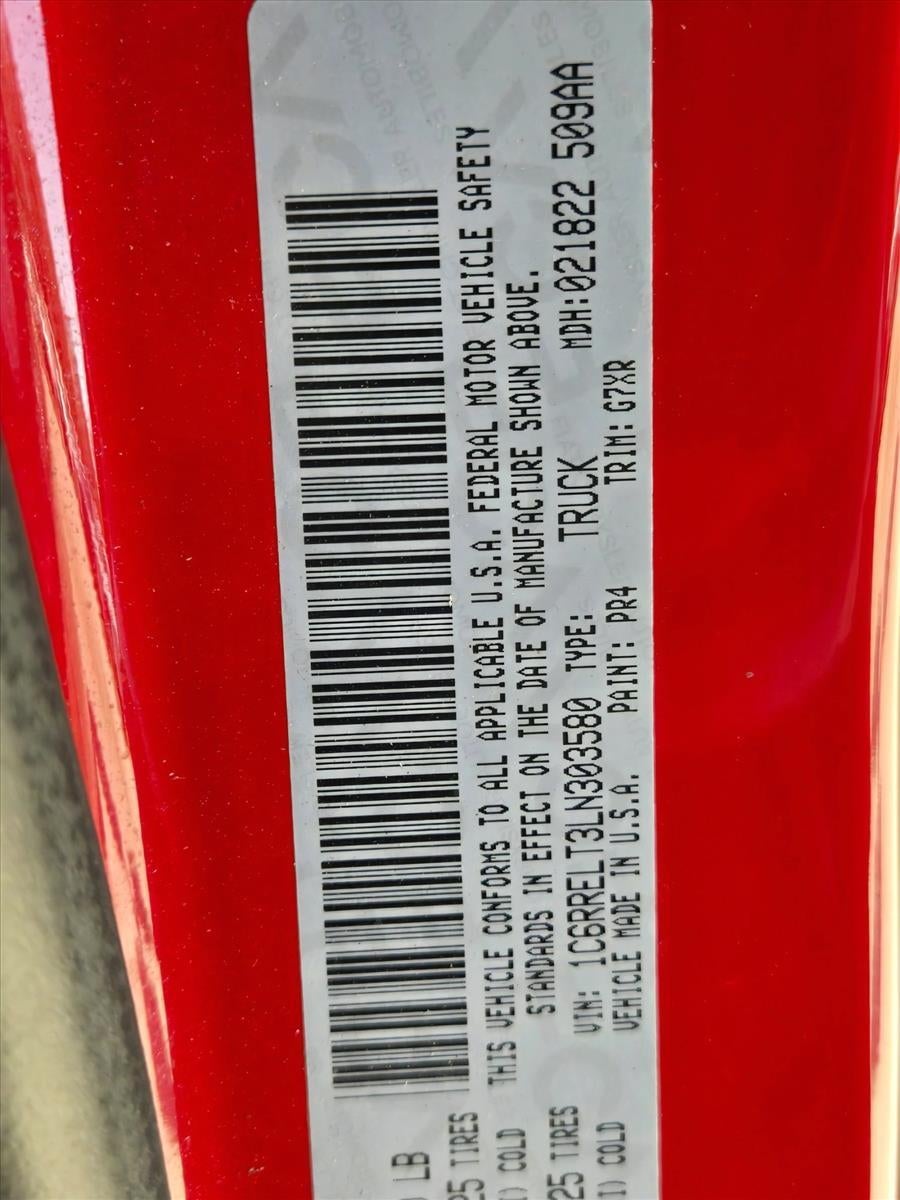 LB
25 TIRES
COLD
25 TIRES
COLD
THIS VEHICLE CONFORMS TO ALL APPLICABLE U.S.A. FEDERAL MOTOR VEHICLE SAFETY
STANDARDS IN EFFECT ON THE DATE OF MANUFACTURE SHOWN ABOVE.
VIN: 1C6RRELT3LN303580 TYPE: TRUCK MDH:021822 509AA
VEHICLE MADE IN U.S.A. PAINT: PR4 TRIM: G7XR